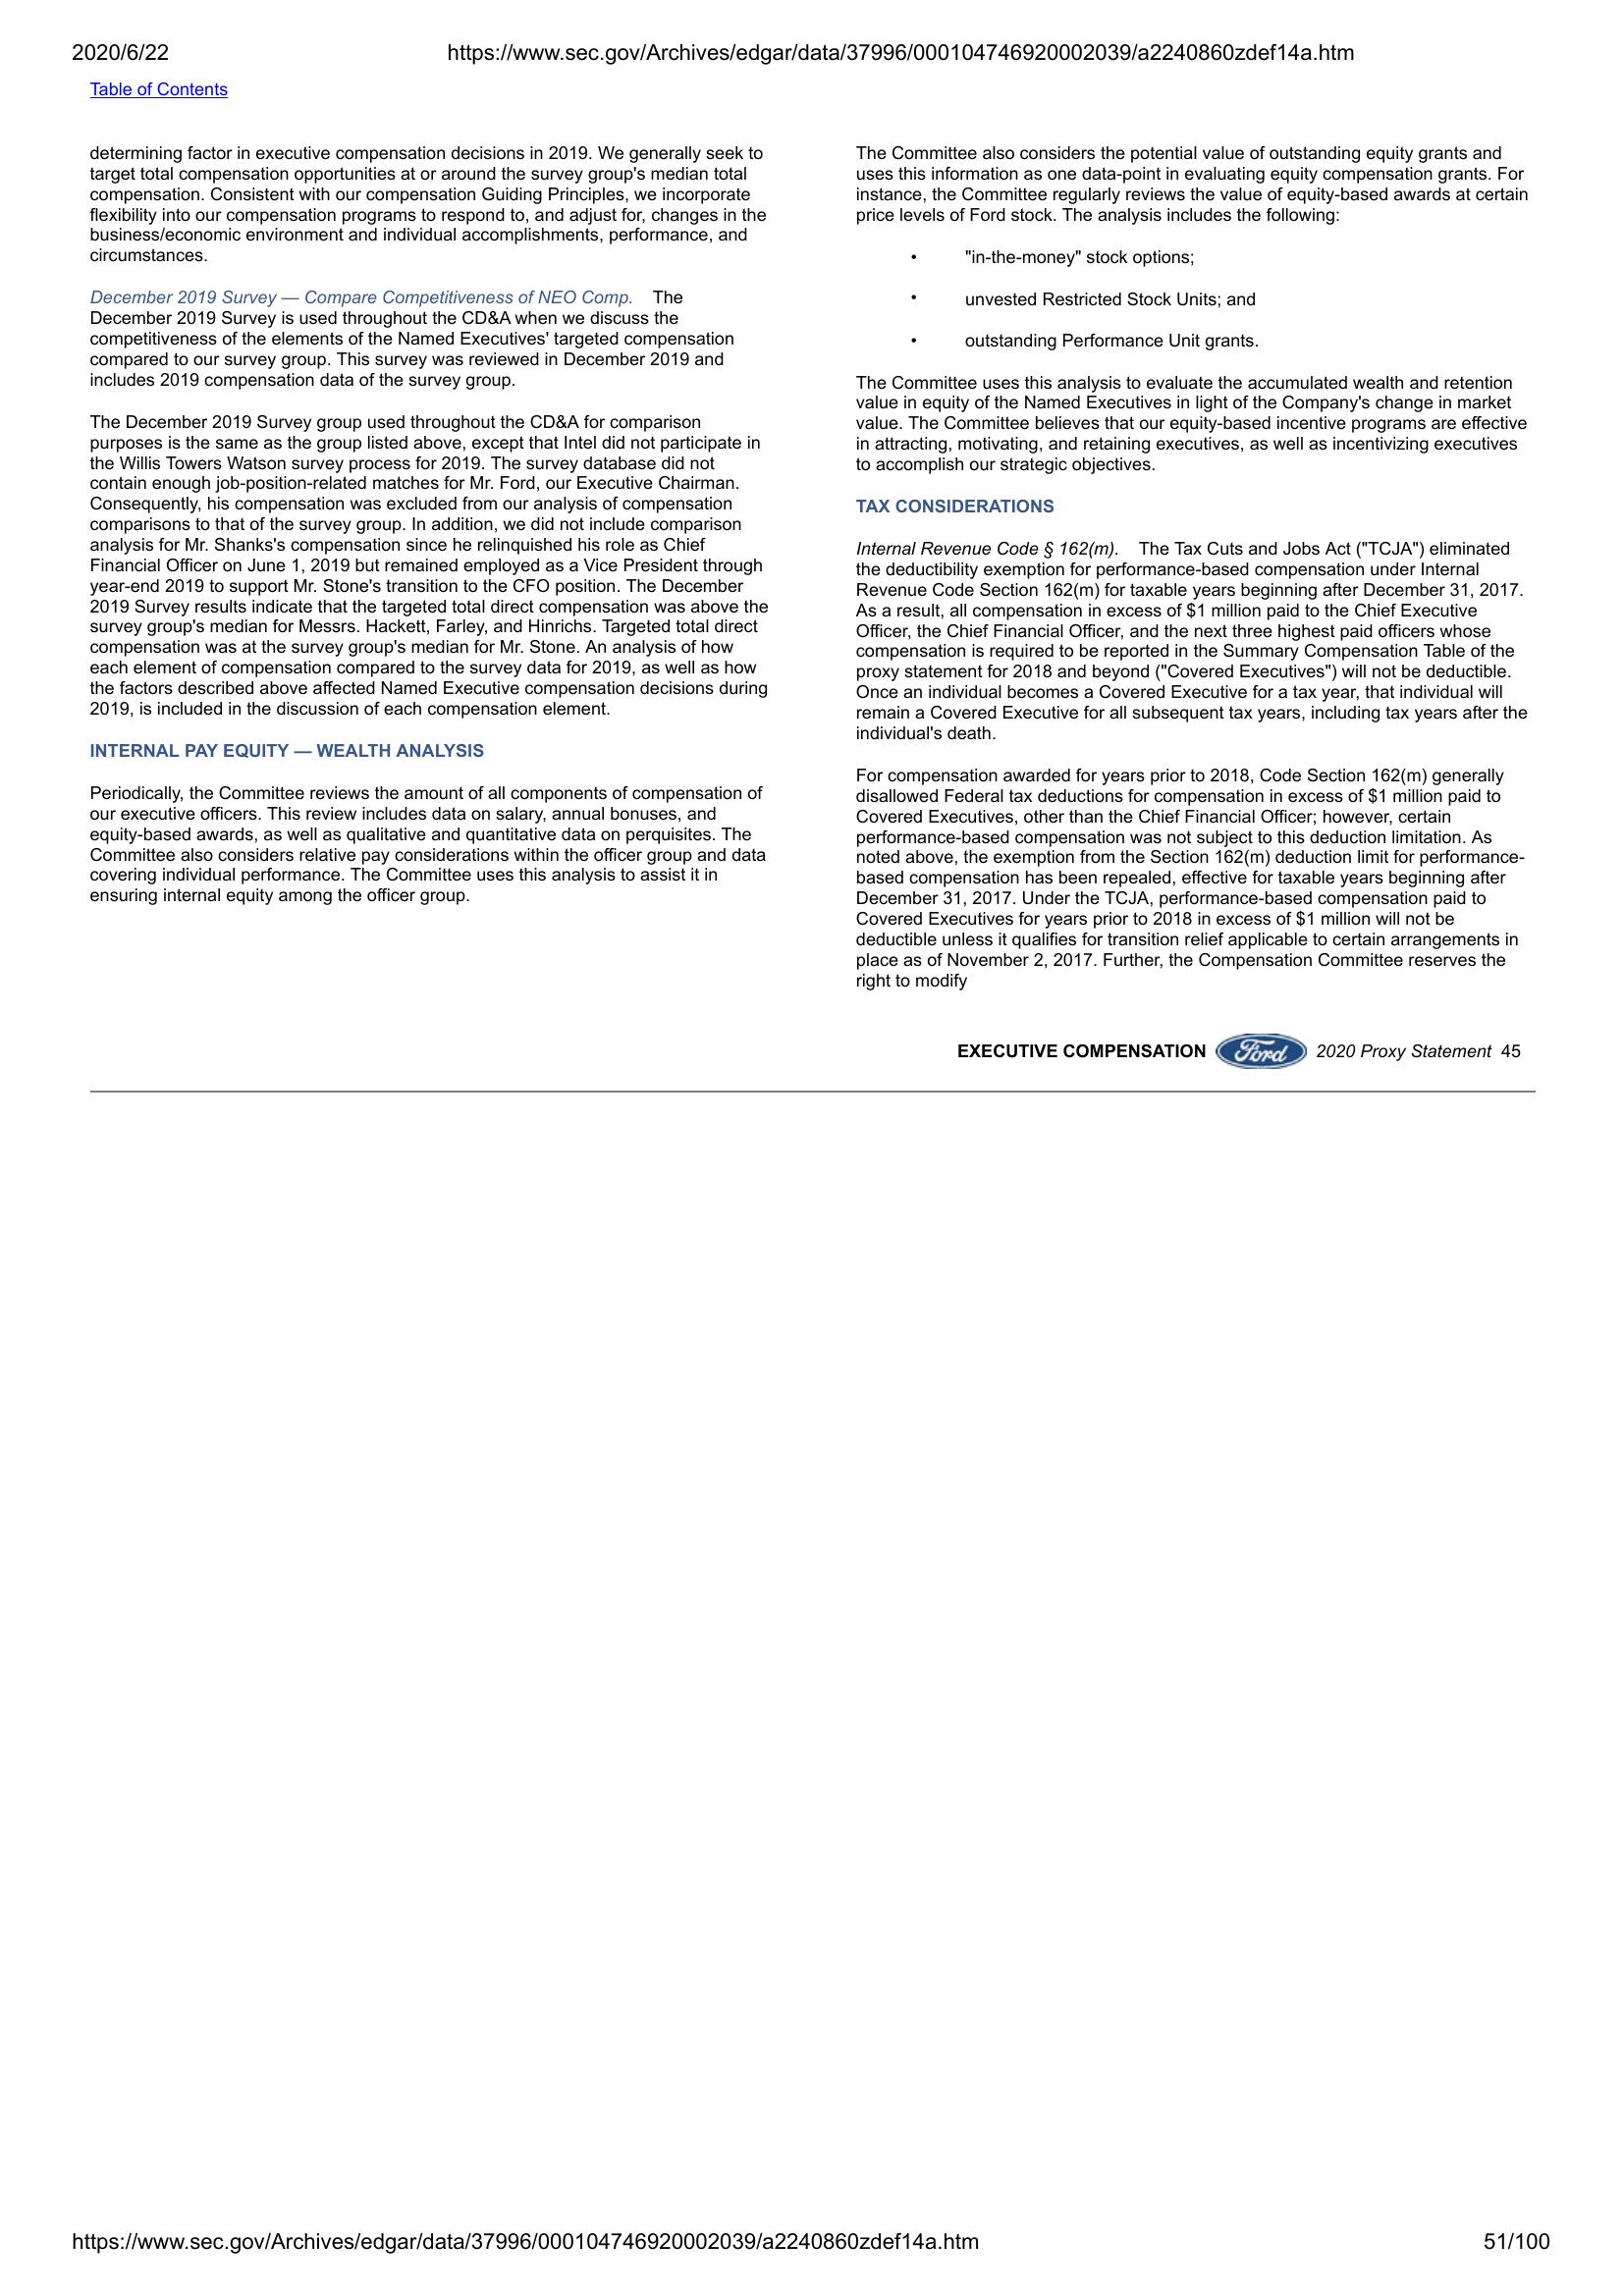 2020/6/22
https://www.sec.gov/Archives/edgar/data/37996/000104746920002039/a2240860zdef14a.htm
Table of Contents
determining factor in executive compensation decisions in 2019. We generally seek to
target total compensation opportunities at or around the survey group's median total
compensation. Consistent with our compensation Guiding Principles, we incorporate
flexibility into our compensation programs to respond to, and adjust for, changes in the
business/economic environment and individual accomplishments, performance, and
circumstances.
December 2019 Survey — Compare Competitiveness of NEO Comp. The
December 2019 Survey is used throughout the CD&A when we discuss the
competitiveness of the elements of the Named Executives' targeted compensation
compared to our survey group. This survey was reviewed in December 2019 and
includes 2019 compensation data of the survey group.
The December 2019 Survey group used throughout the CD&A for comparison
purposes is the same as the group listed above, except that Intel did not participate in
the Willis Towers Watson survey process for 2019. The survey database did not
contain enough job-position-related matches for Mr. Ford, our Executive Chairman.
Consequently, his compensation was excluded from our analysis of compensation
comparisons to that of the survey group. In addition, we did not include comparison
analysis for Mr. Shanks's compensation since he relinquished his role as Chief
Financial Officer on June 1, 2019 but remained employed as a Vice President through
year-end 2019 to support Mr. Stone's transition to the CFO position. The December
2019 Survey results indicate that the targeted total direct compensation was above the
survey group's median for Messrs. Hackett, Farley, and Hinrichs. Targeted total direct
compensation was at the survey group's median for Mr. Stone. An analysis of how
each element of compensation compared to the survey data for 2019, as well as how
the factors described above affected Named Executive compensation decisions during
2019, is included in the discussion of each compensation element.
INTERNAL PAY EQUITY — WEALTH ANALYSIS
Periodically, the Committee reviews the amount of all components of compensation of
our executive officers. This review includes data on salary, annual bonuses, and
equity-based awards, as well as qualitative and quantitative data on perquisites. The
Committee also considers relative pay considerations within the officer group and data
covering individual performance. The Committee uses this analysis to assist it in
ensuring internal equity among the officer group.
The Committee also considers the potential value of outstanding equity grants and
uses this information as one data-point in evaluating equity compensation grants. For
instance, the Committee regularly reviews the value of equity-based awards at certain
price levels of Ford stock. The analysis includes the following:
• "in-the-money" stock options;
• unvested Restricted Stock Units; and
• outstanding Performance Unit grants.
The Committee uses this analysis to evaluate the accumulated wealth and retention
value in equity of the Named Executives in light of the Company's change in market
value. The Committee believes that our equity-based incentive programs are effective
in attracting, motivating, and retaining executives, as well as incentivizing executives
to accomplish our strategic objectives.
TAX CONSIDERATIONS
Internal Revenue Code § 162(m). The Tax Cuts and Jobs Act ("TCJA") eliminated
the deductibility exemption for performance-based compensation under Internal
Revenue Code Section 162(m) for taxable years beginning after December 31, 2017.
As a result, all compensation in excess of $1 million paid to the Chief Executive
Officer, the Chief Financial Officer, and the next three highest paid officers whose
compensation is required to be reported in the Summary Compensation Table of the
proxy statement for 2018 and beyond ("Covered Executives") will not be deductible.
Once an individual becomes a Covered Executive for a tax year, that individual will
remain a Covered Executive for all subsequent tax years, including tax years after the
individual's death.
For compensation awarded for years prior to 2018, Code Section 162(m) generally
disallowed Federal tax deductions for compensation in excess of $1 million paid to
Covered Executives, other than the Chief Financial Officer; however, certain
performance-based compensation was not subject to this deduction limitation. As
noted above, the exemption from the Section 162(m) deduction limit for performance-
based compensation has been repealed, effective for taxable years beginning after
December 31, 2017. Under the TCJA, performance-based compensation paid to
Covered Executives for years prior to 2018 in excess of $1 million will not be
deductible unless it qualifies for transition relief applicable to certain arrangements in
place as of November 2, 2017. Further, the Compensation Committee reserves the
right to modify
EXECUTIVE COMPENSATION Ford 2020 Proxy Statement 45
https://www.sec.gov/Archives/edgar/data/37996/000104746920002039/a2240860zdef14a.htm
51/100